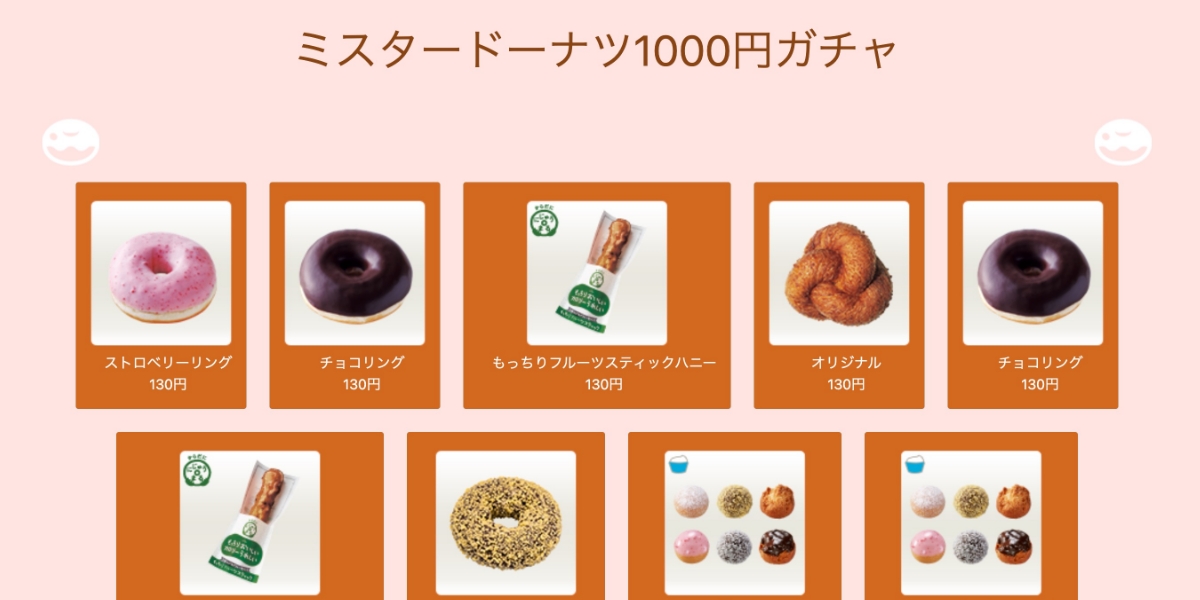 ミスタードーナツ1000円ガチャ
ストロベリーリング
130円
チョコリング
130円
もっちりフルーツスティックハニー
130円
オリジナル
130円
チョコリング
130円